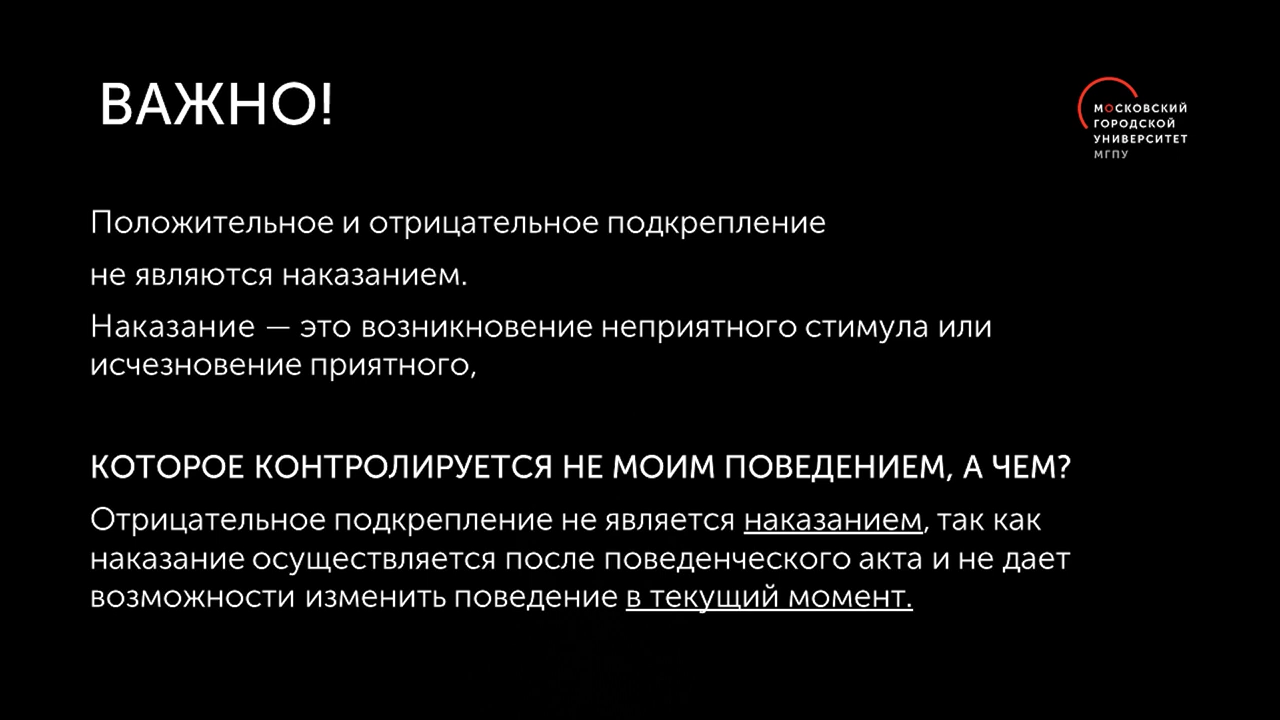 ВАЖНО!
МОСКОВСКИЙ
ГОРОДСКОЙ
УНИВЕРСИТЕТ
МГПУ
Положительное и отрицательное подкрепление
не являются наказанием.
Наказание — это возникновение неприятного стимула или
исчезновение приятного,
КОТОРОЕ КОНТРОЛИРУЕТСЯ НЕ МОИМ ПОВЕДЕНИЕМ, А ЧЕМ?
Отрицательное подкрепление не является наказанием, так как
наказание осуществляется после поведенческого акта и не дает
возможности изменить поведение в текущий момент.